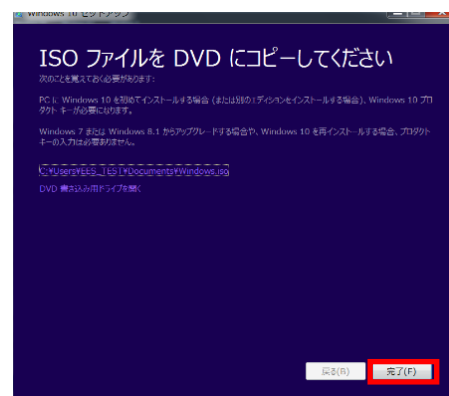 Windows 10 セットアップ
ISO ファイルを DVD にコピーしてください
次のことを覚えておく必要があります:
PC に Windows 10 を初めてインストールする場合 (または別のエディションをインストールする場合)、Windows 10 プロ
ダクト キーが必要になります。
Windows 7 または Windows 8.1 からアップグレードする場合や、Windows 10 を再インストールする場合、プロダクト
キーの入力は必要ありません。
C:¥Users¥EES_TEST¥Documents¥Windows.iso
DVD 書き込み用ドライブを開く
戻る(B)
完了(F)